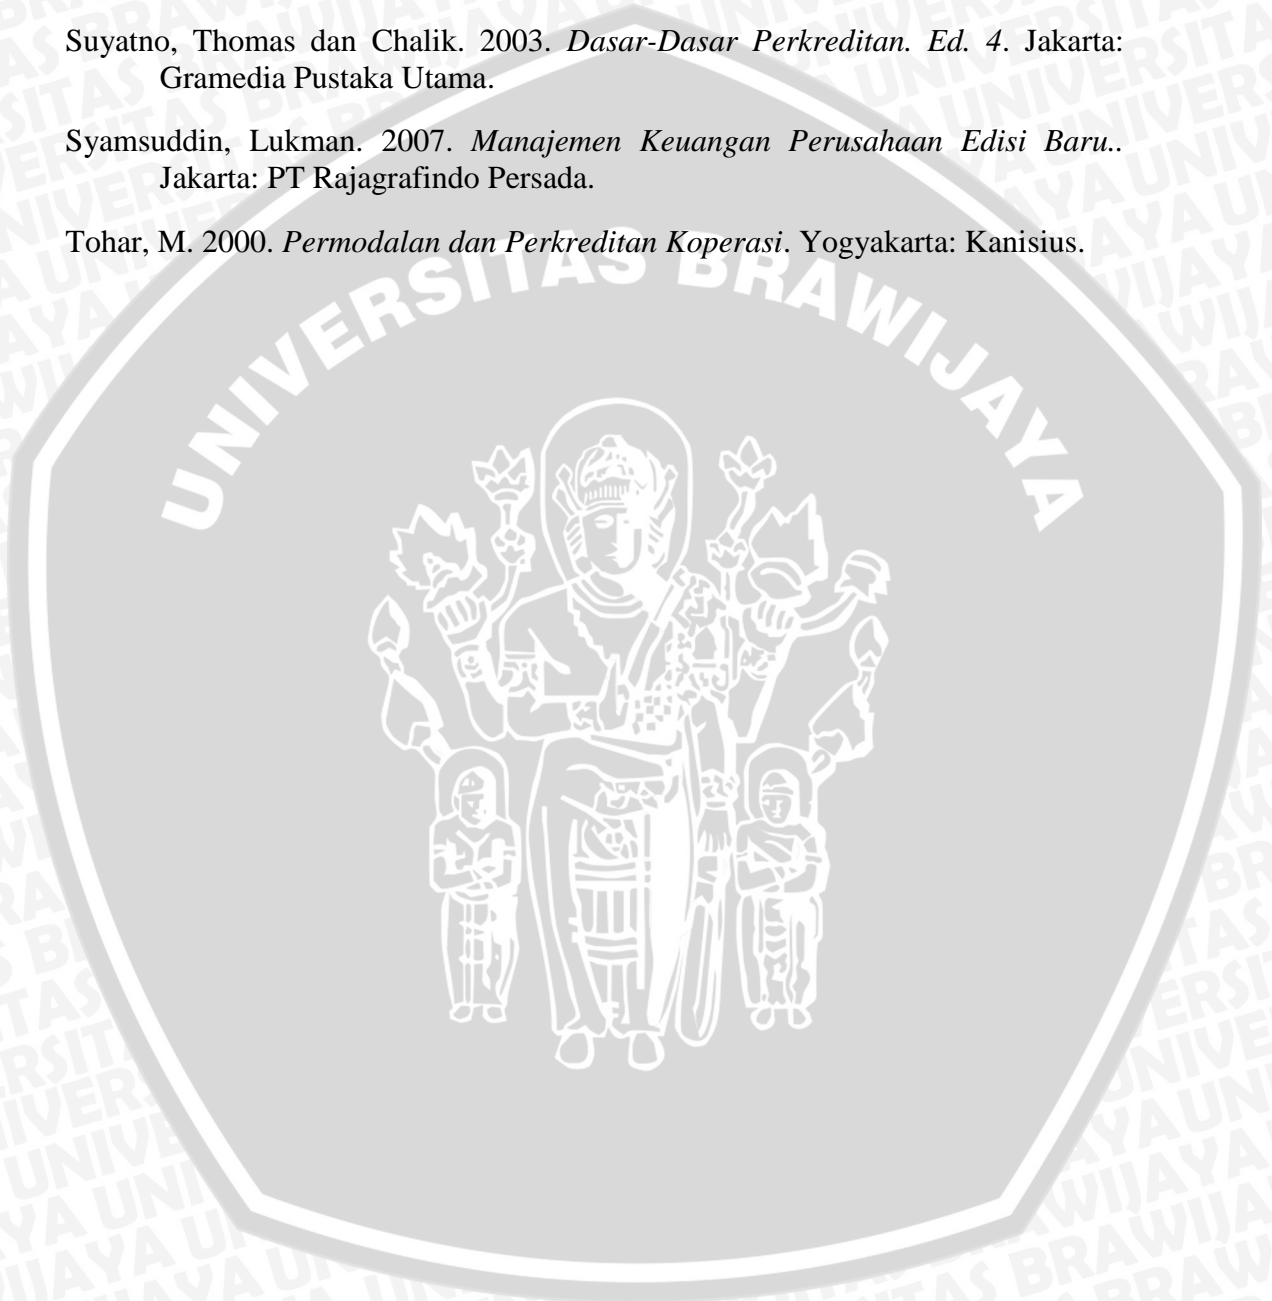 Suyatno, Thomas dan Chalik. 2003. Dasar-Dasar Perkreditan. Ed. 4. Jakarta:
Gramedia Pustaka Utama.
Syamsuddin, Lukman. 2007. Manajemen Keuangan Perusahaan Edisi Baru..
Jakarta: PT Rajagrafindo Persada.
Tohar, M. 2000. Permodalan dan Perkreditan Koperasi. Yogyakarta: Kanisius.
UNIVERSITAS BRAWIJAYA